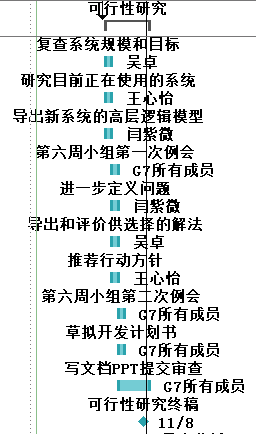 可行性研究
复查系统规模和目标
吴卓
研究目前正在使用的系统
王心怡
导出新系统的高层逻辑模型
闫紫薇
第六周小组第一次例会
G7所有成员
进一步定义问题
闫紫薇
导出和评价供选择的解法
吴卓
推荐行动方针
王心怡
第六周小组第二次例会
G7所有成员
草拟开发计划书
G7所有成员
写文档PPT提交审查
G7所有成员
可行性研究终稿
11/8